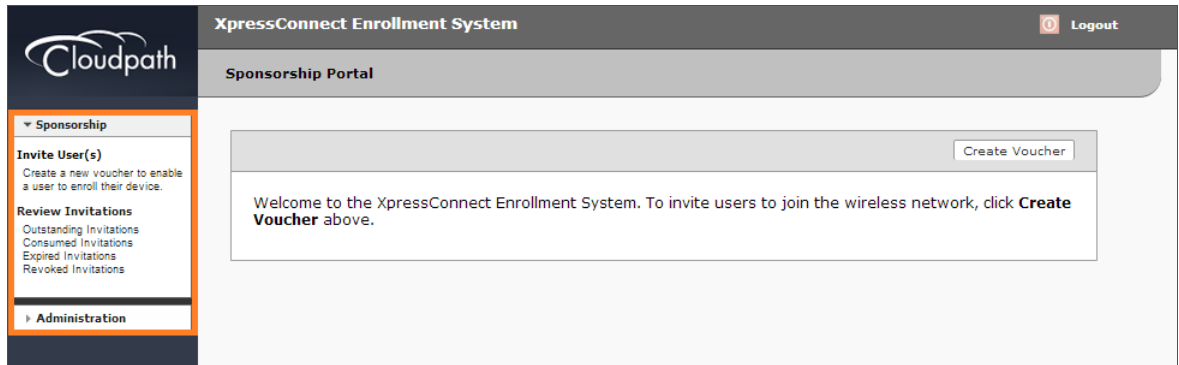 Cloudpath
XpressConnect Enrollment System
Logout
Sponsorship Portal
Sponsorship
Invite User(s)
Create a new voucher to enable
a user to enroll their device.
Review Invitations
Outstanding Invitations
Consumed Invitations
Expired Invitations
Revoked Invitations
Administration
Create Voucher
Welcome to the XpressConnect Enrollment System. To invite users to join the wireless network, click Create
Voucher above.